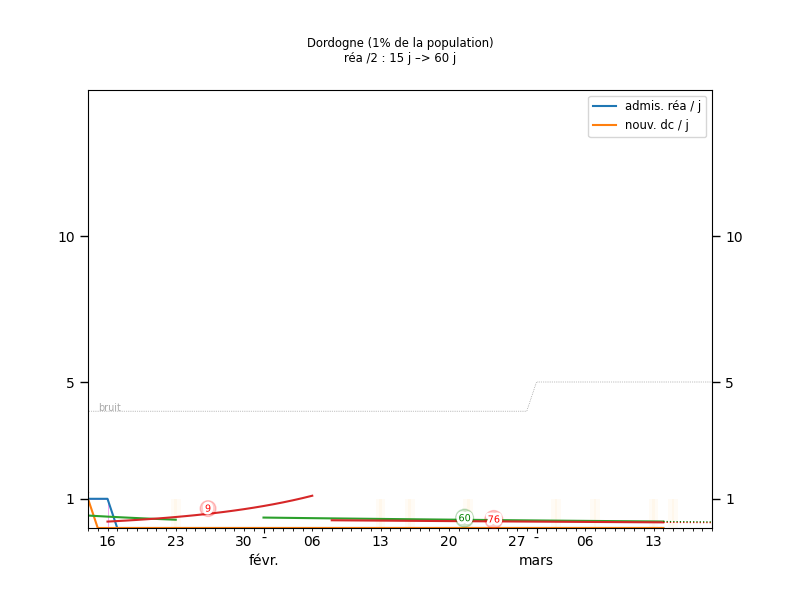 Dordogne (1% de la population)
réa /2 : 15 j –> 60 j
admis. réa / j
nouv. dc / j
10
10
5
5
bruit
1
1
9
60
76
16
23
30
-
06
13
20
27
-
06
13
févr.
mars